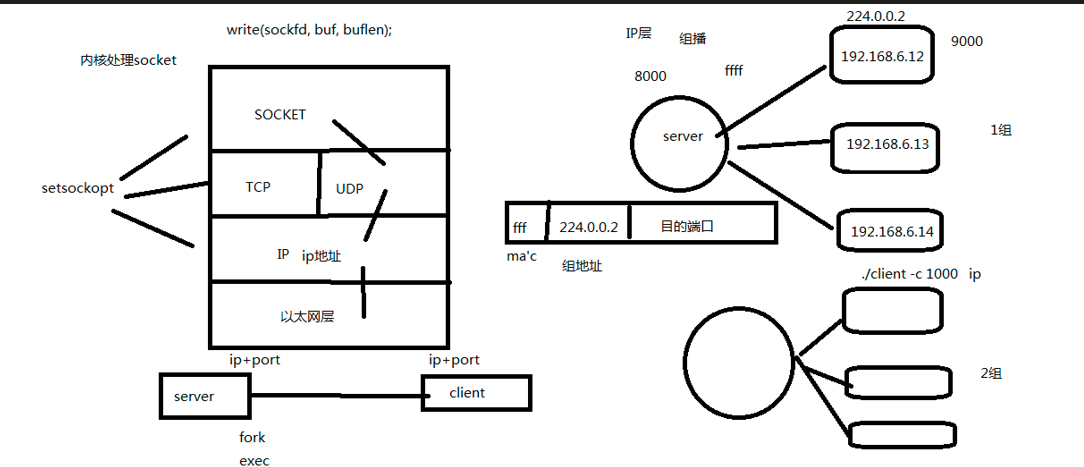 write(sockfd, buf, buflen);
内核处理socket
SOCKET
setsockopt
TCP
UDP
IP
ip地址
以太网层
ip+port
ip+port
server
client
fork
exec
IP层
组播
224.0.0.2
192.168.6.12
9000
8000
ffff
server
192.168.6.13
1组
192.168.6.14
fff
224.0.0.2
目的端口
ma'c
组地址
./client -c 1000 ip
2组